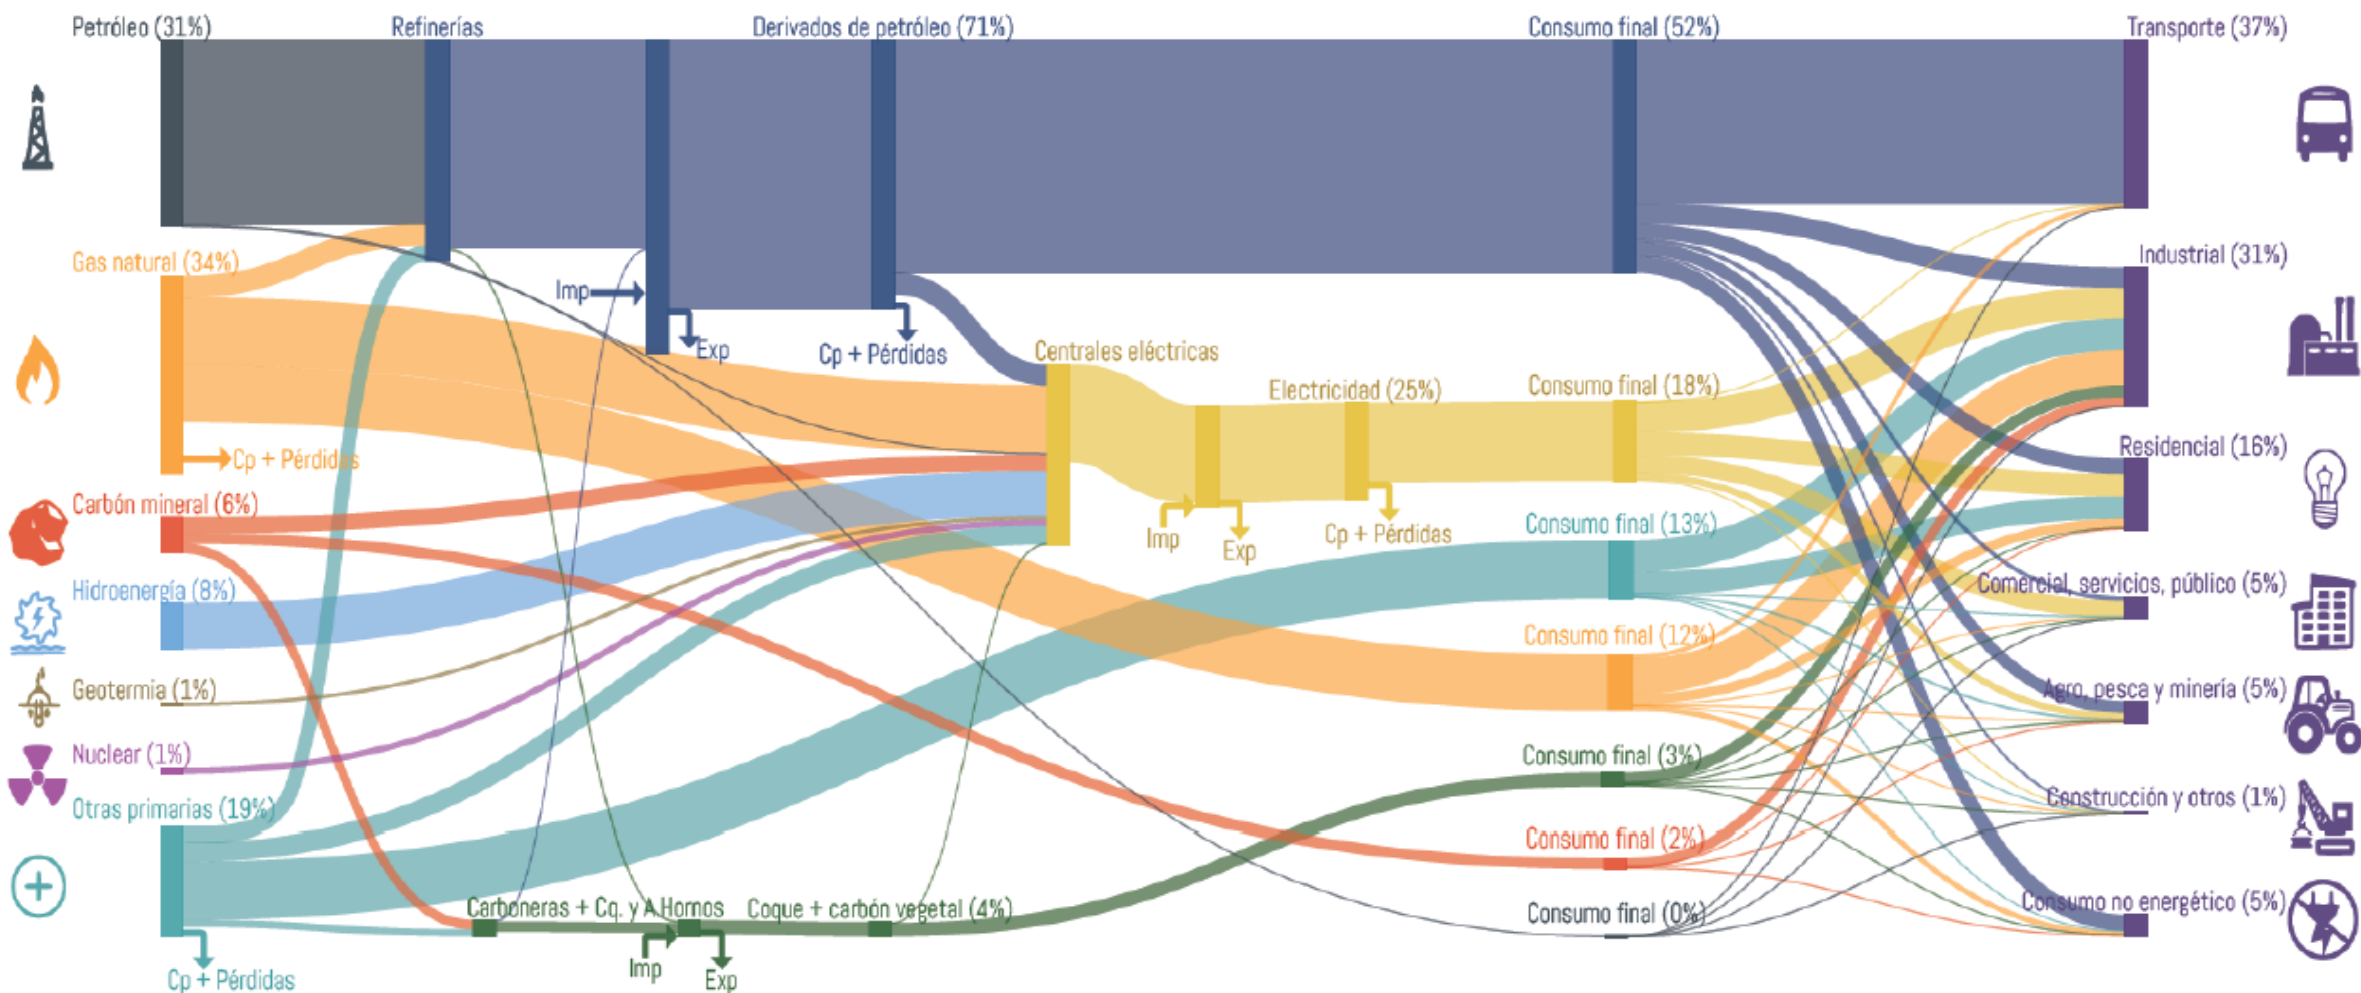 Petróleo (31%)
Refinerías
Derivados de petróleo (71%)
Consumo final (52%)
Transporte (37%)
Gas natural (34%)
Industrial (31%)
Imp
Exp
Cp + Pérdidas
Centrales eléctricas
Electricidad (25%)
Consumo final (18%)
Residencial (16%)
Cp + Pérdidas
Carbón mineral (6%)
Imp
Exp
Cp + Pérdidas
Consumo final (13%)
Hidroenergía (8%)
Comercial, servicios, público (5%)
Consumo final (12%)
Geotermia (1%)
Agro, pesca y minería (5%)
Nuclear (1%)
Consumo final (3%)
Otras primarias (19%)
Construcción y otros (1%)
Consumo final (2%)
Carboneras + Cq. y A.Hornos
Coque + carbón vegetal (4%)
Consumo final (0%)
Consumo no energético (5%)
Cp + Pérdidas
Imp
Exp